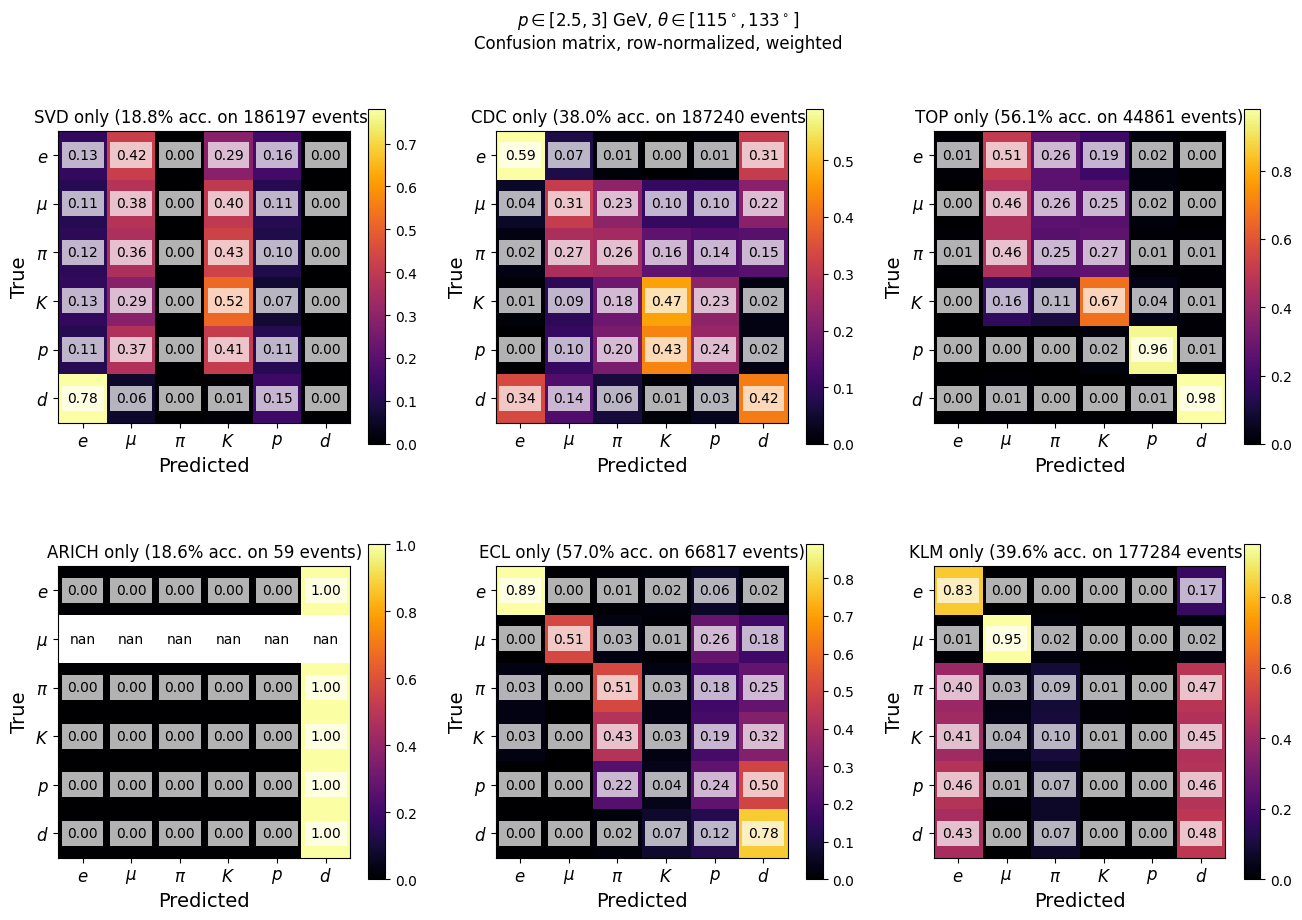 p ∈ [2.5, 3] GeV, θ ∈ [115°, 133°]
Confusion matrix, row-normalized, weighted
SVD only (18.8% acc. on 186197 events
True
e 0.13 0.42 0.00 0.29 0.16 0.00
μ 0.11 0.38 0.00 0.40 0.11 0.00
π 0.12 0.36 0.00 0.43 0.10 0.00
K 0.13 0.29 0.00 0.52 0.07 0.00
p 0.11 0.37 0.00 0.41 0.11 0.00
d 0.78 0.06 0.00 0.01 0.15 0.00
e μ π K p d
Predicted
0.7
0.6
0.5
0.4
0.3
0.2
0.1
0.0
CDC only (38.0% acc. on 187240 events
True
e 0.59 0.07 0.01 0.00 0.01 0.31
μ 0.04 0.31 0.23 0.10 0.10 0.22
π 0.02 0.27 0.26 0.16 0.14 0.15
K 0.01 0.09 0.18 0.47 0.23 0.02
p 0.00 0.10 0.20 0.43 0.24 0.02
d 0.34 0.14 0.06 0.01 0.03 0.42
e μ π K p d
Predicted
0.5
0.4
0.3
0.2
0.1
0.0
TOP only (56.1% acc. on 44861 events)
True
e 0.01 0.51 0.26 0.19 0.02 0.00
μ 0.00 0.46 0.26 0.25 0.02 0.00
π 0.01 0.46 0.25 0.27 0.01 0.01
K 0.00 0.16 0.11 0.67 0.04 0.01
p 0.00 0.00 0.00 0.02 0.96 0.01
d 0.00 0.01 0.00 0.00 0.01 0.98
e μ π K p d
Predicted
0.8
0.6
0.4
0.2
0.0
ARICH only (18.6% acc. on 59 events)
True
e 0.00 0.00 0.00 0.00 0.00 1.00
μ nan nan nan nan nan nan
π 0.00 0.00 0.00 0.00 0.00 1.00
K 0.00 0.00 0.00 0.00 0.00 1.00
p 0.00 0.00 0.00 0.00 0.00 1.00
d 0.00 0.00 0.00 0.00 0.00 1.00
e μ π K p d
Predicted
1.0
0.8
0.6
0.4
0.2
0.0
ECL only (57.0% acc. on 66817 events)
True
e 0.89 0.00 0.01 0.02 0.06 0.02
μ 0.00 0.51 0.03 0.01 0.26 0.18
π 0.03 0.00 0.51 0.03 0.18 0.25
K 0.03 0.00 0.43 0.03 0.19 0.32
p 0.00 0.00 0.22 0.04 0.24 0.50
d 0.00 0.00 0.02 0.07 0.12 0.78
e μ π K p d
Predicted
0.8
0.7
0.6
0.5
0.4
0.3
0.2
0.1
0.0
KLM only (39.6% acc. on 177284 events
True
e 0.83 0.00 0.00 0.00 0.00 0.17
μ 0.01 0.95 0.02 0.00 0.00 0.02
π 0.40 0.03 0.09 0.01 0.00 0.47
K 0.41 0.04 0.10 0.01 0.00 0.45
p 0.46 0.01 0.07 0.00 0.00 0.46
d 0.43 0.00 0.07 0.00 0.00 0.48
e μ π K p d
Predicted
0.8
0.6
0.4
0.2
0.0